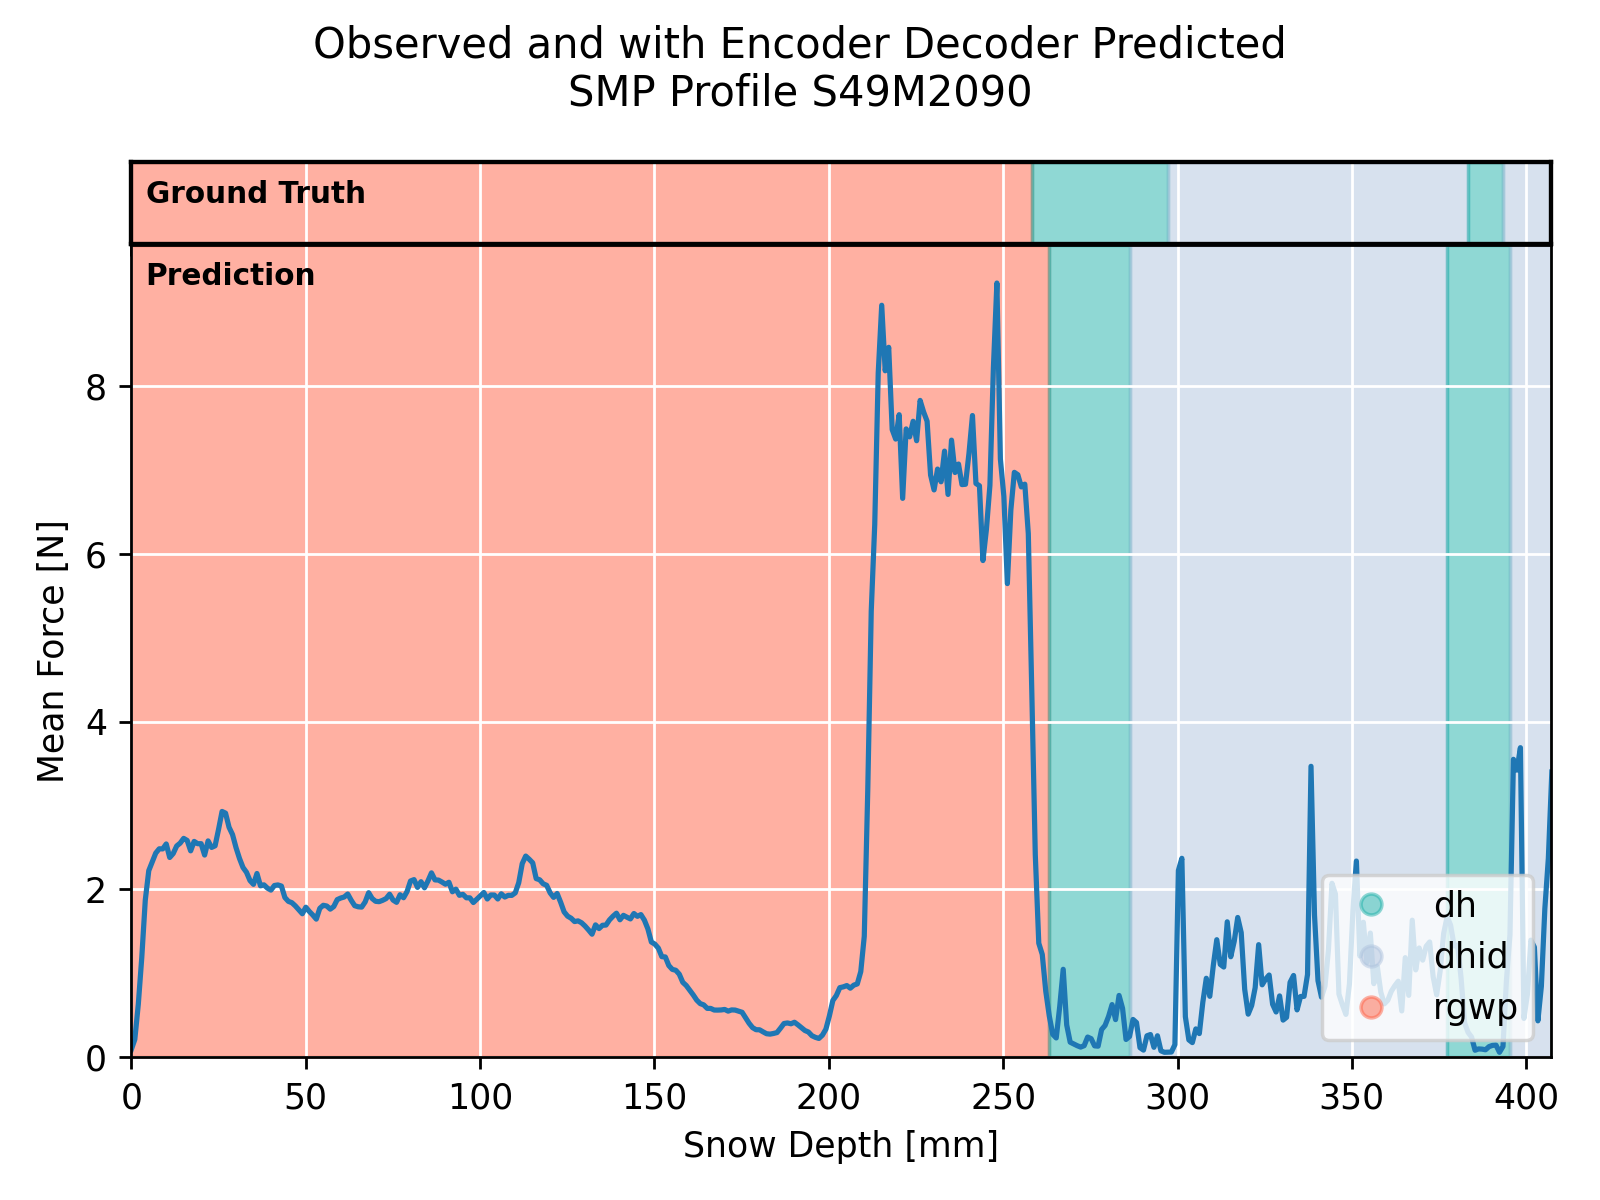 Observed and with Encoder Decoder Predicted
SMP Profile S49M2090
Ground Truth
Prediction
8
6
4
2
0
Mean Force [N]
0 50 100 150 200 250 300 350 400
Snow Depth [mm]
dh
dhid
rgwp